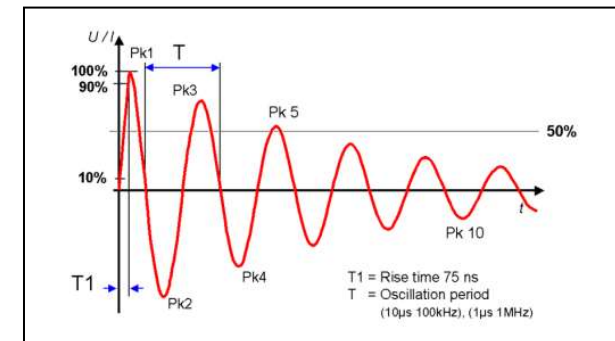 U / I
Pk1
T
100%
90%
Pk3
Pk 5
50%
10%
t
Pk 10
T1
Pk4
Pk2
T1 = Rise time 75 ns
T = Oscillation period
(10µs 100kHz), (1µs 1MHz)